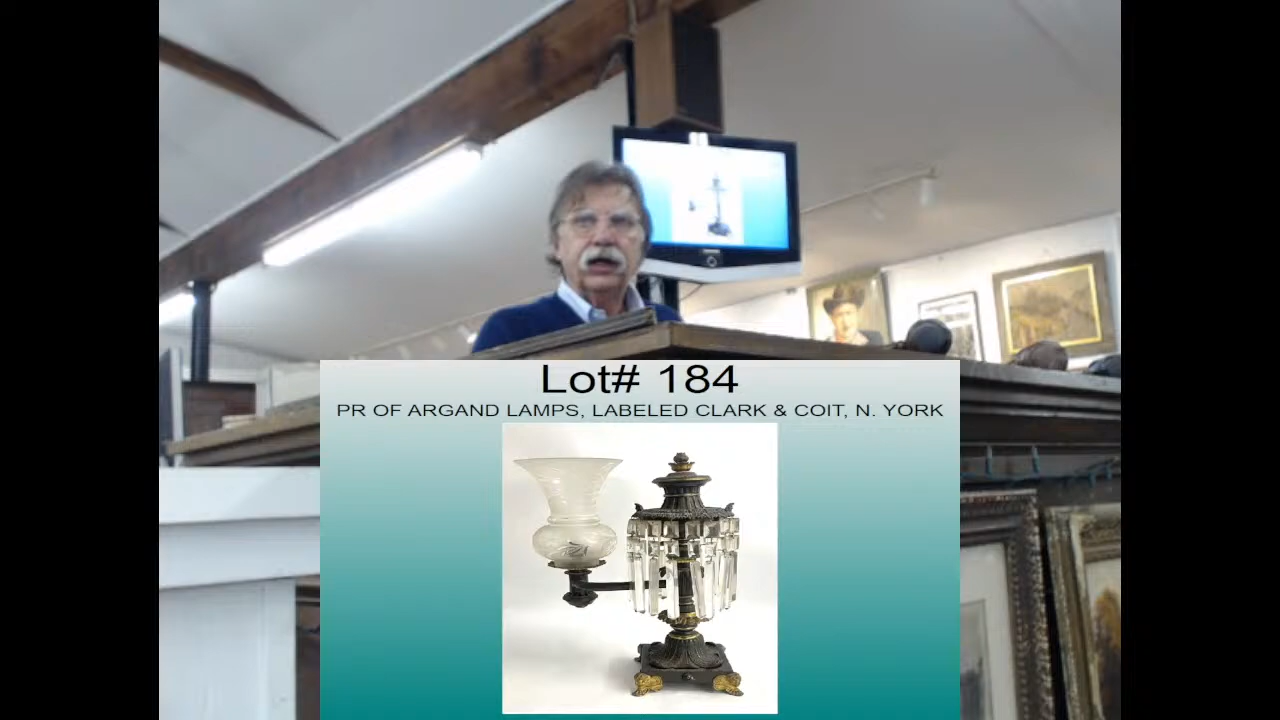 Lot# 184
PR OF ARGAND LAMPS, LABELED CLARK & COIT, N. YORK